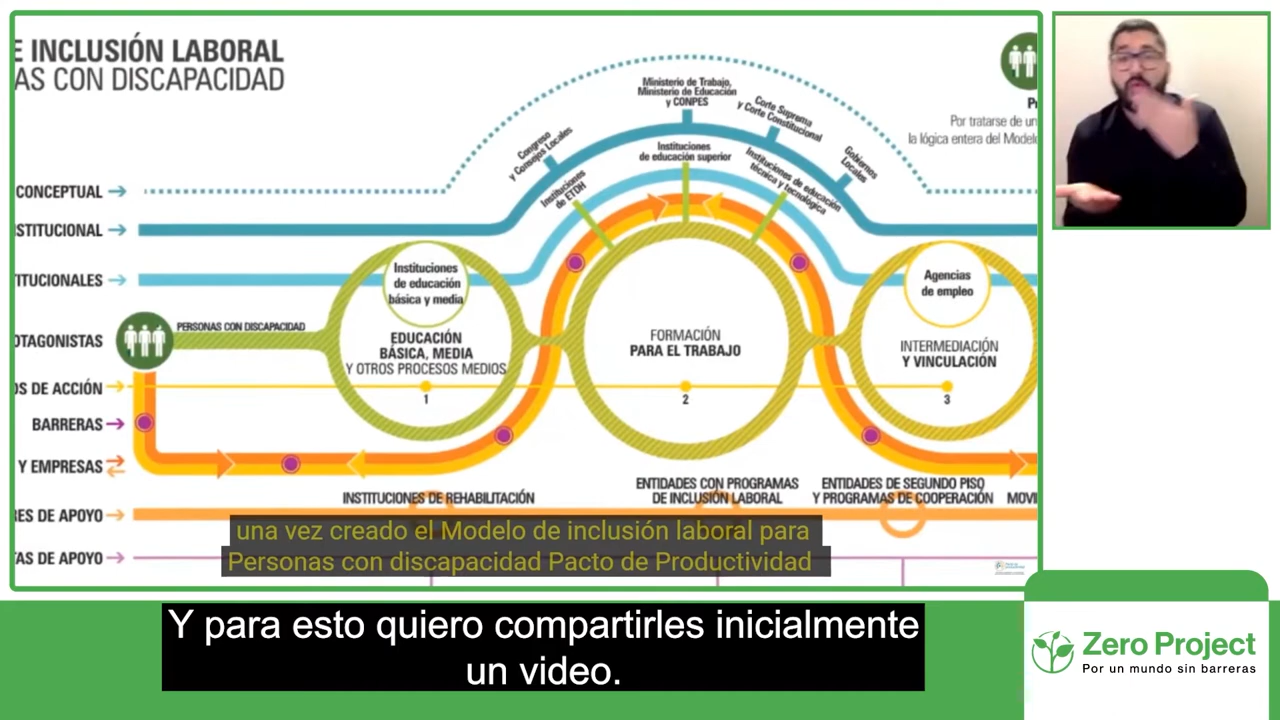 E INCLUSIÓN LABORAL
AS CON DISCAPACIDAD
Ministerio de Trabajo,
Ministerio de Educación
y CONPES
Corte Suprema
y Corte Constitucional
Congreso
y Consejos Locales
Gobiernos
Locales
Instituciones
de educación superior
Instituciones
de ETDH
Instituciones de educación
técnica y tecnológica
P
Por tratarse de un
la lógica entera del Modelo
CONCEPTUAL
STITUCIONAL
TITUCIONALES
OTAGONISTAS
OS DE ACCIÓN
BARRERAS
Y EMPRESAS
RES DE APOYO
TAS DE APOYO
PERSONAS CON DISCAPACIDAD
Instituciones
de educación
básica y media
EDUCACIÓN
BÁSICA, MEDIA
Y OTROS PROCESOS MEDIOS
1
FORMACIÓN
PARA EL TRABAJO
2
Agencias
de empleo
INTERMEDIACIÓN
Y VINCULACIÓN
3
INSTITUCIONES DE REHABILITACIÓN
ENTIDADES CON PROGRAMAS
DE INCLUSIÓN LABORAL
ENTIDADES DE SEGUNDO PISO
Y PROGRAMAS DE COOPERACIÓN
MOVI
una vez creado el Modelo de inclusión laboral para
Personas con discapacidad Pacto de Productividad
Y para esto quiero compartirles inicialmente
un video.
Zero Project
Por un mundo sin barreras